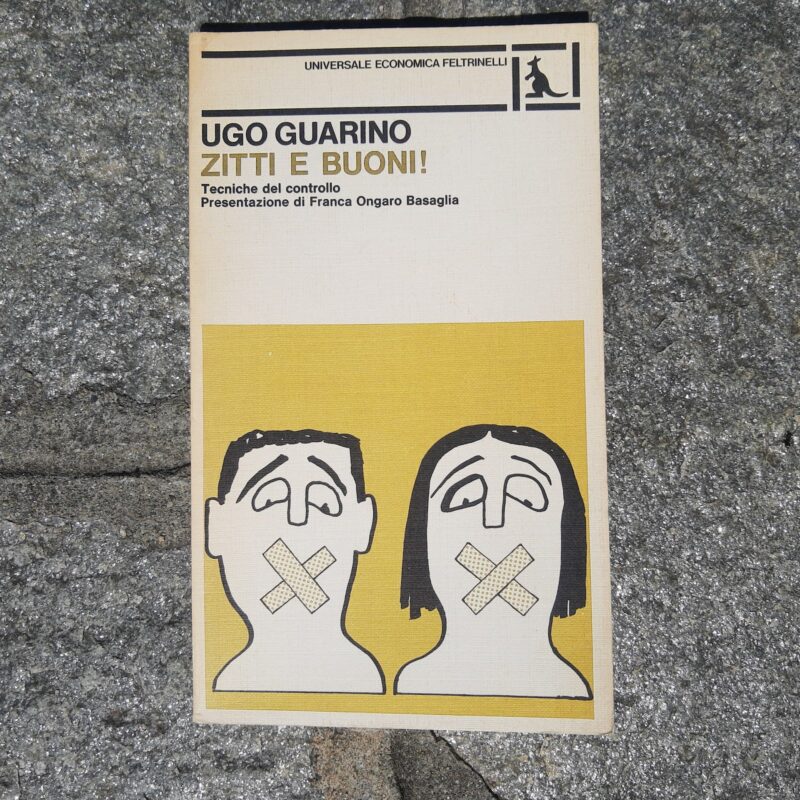 UNIVERSALE ECONOMICA FELTRINELLI
UGO GUARINO
ZITTI E BUONI!
Tecniche del controllo
Presentazione di Franca Ongaro Basaglia